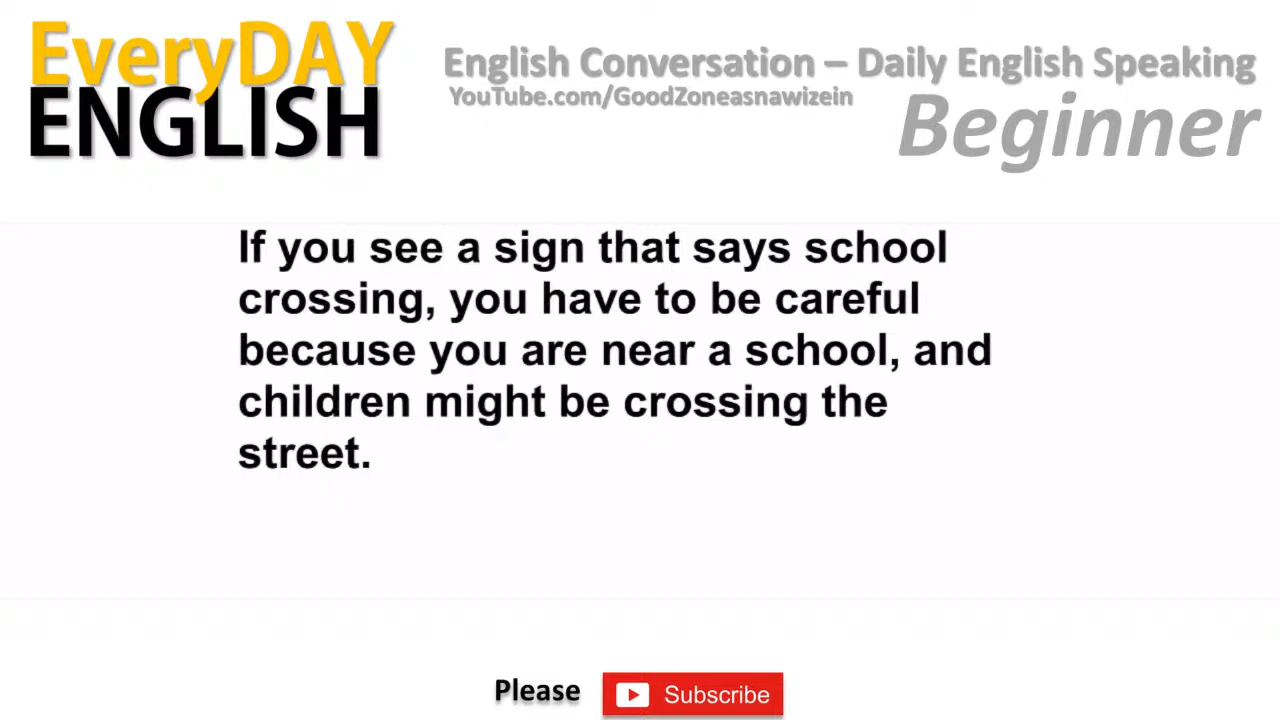 EveryDAY
ENGLISH
English Conversation – Daily English Speaking
YouTube.com/GoodZoneasnawizein
Beginner
If you see a sign that says school
crossing, you have to be careful
because you are near a school, and
children might be crossing the
street.
Please
Subscribe